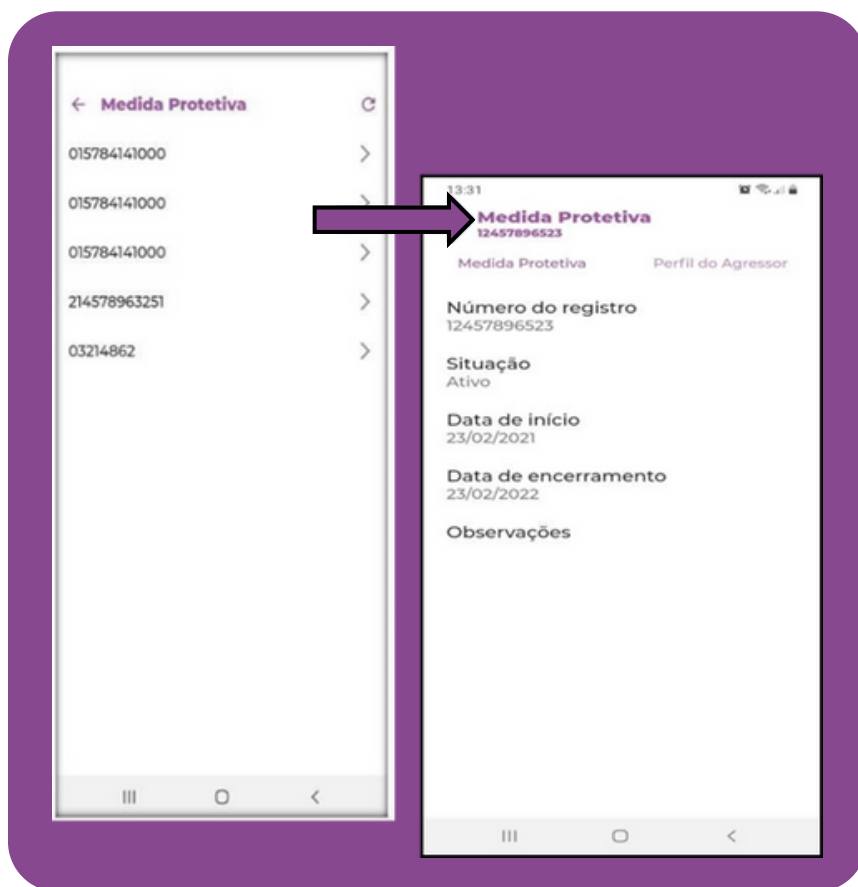 Medida Protetiva
015784141000
015784141000
015784141000
214578963251
03214862
13:31
Medida Protetiva
12457896523
Medida Protetiva Perfil do Agressor
Número do registro
12457896523
Situação
Ativo
Data de início
23/02/2021
Data de encerramento
23/02/2022
Observações